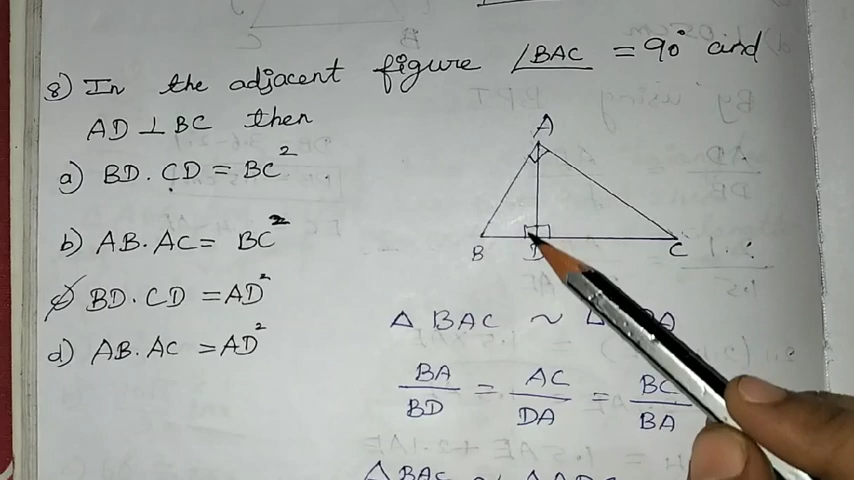 8) In the adjacent figure ∠BAC = 90° and
AD ⊥ BC then
a) BD. CD = BC²
b) AB. AC = BC²
c) BD. CD = AD²
d) AB. AC = AD²
A
B D C
△ BAC ~ △
BA/BD = AC/DA = BC/BA
△ BAC ~